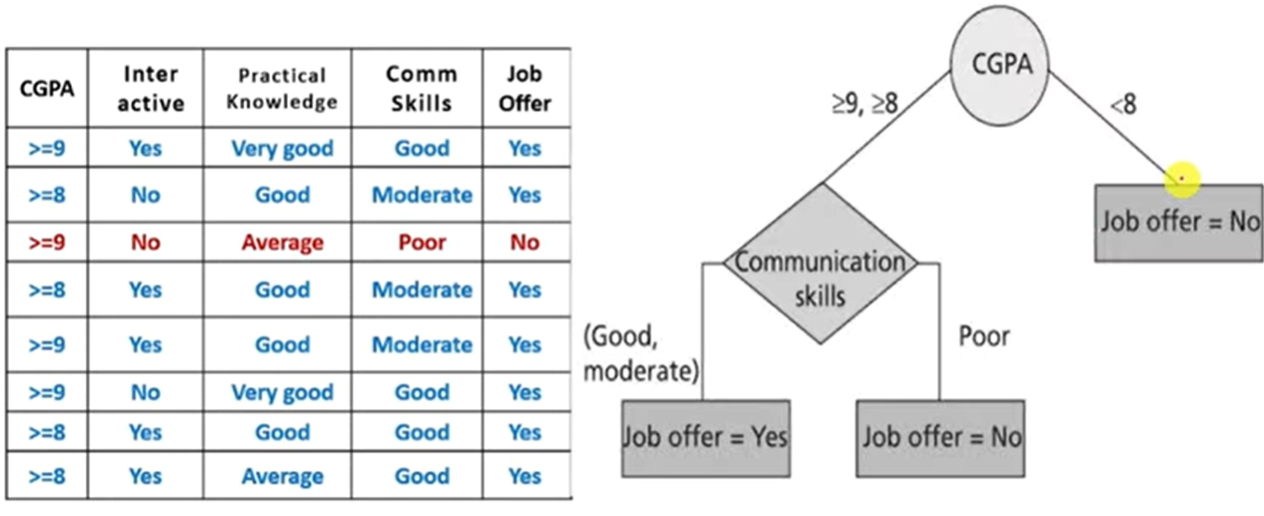 CGPA Inter active Practical Knowledge Comm Skills Job Offer
>=9 Yes Very good Good Yes
>=8 No Good Moderate Yes
>=9 No Average Poor No
>=8 Yes Good Moderate Yes
>=9 Yes Good Moderate Yes
>=9 No Very good Good Yes
>=8 Yes Good Good Yes
>=8 Yes Average Good Yes
CGPA
≥9, ≥8
<8
Job offer = No
Communication
skills
(Good,
moderate)
Poor
Job offer = Yes
Job offer = No